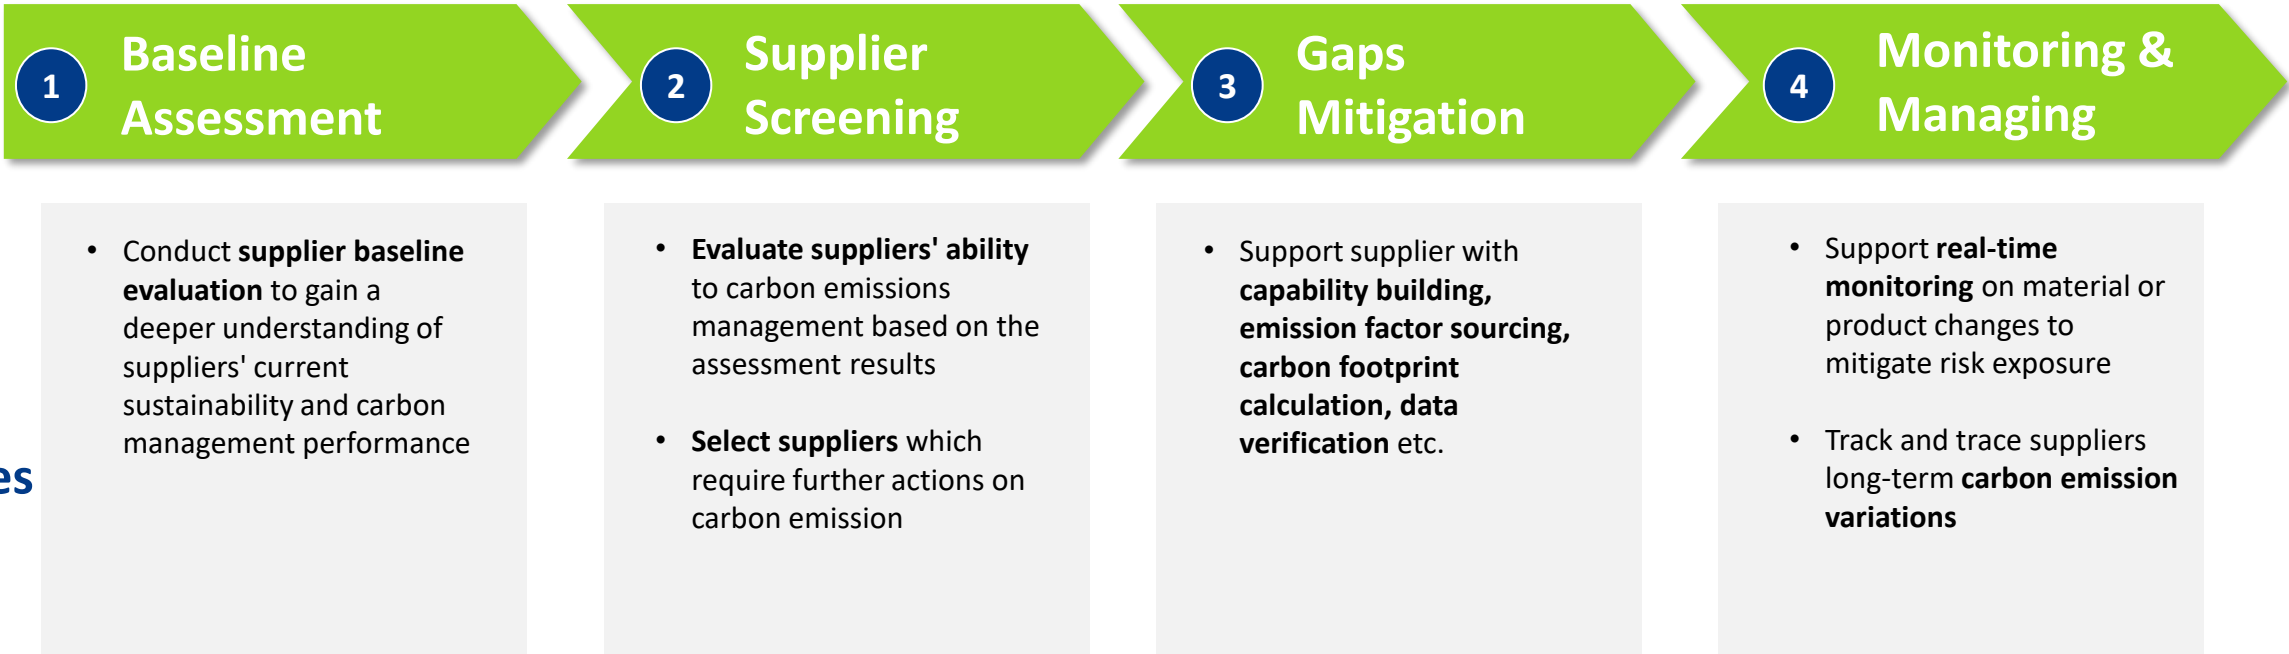 1
Baseline
Assessment
2
Supplier
Screening
3
Gaps
Mitigation
4
Monitoring &
Managing
• Conduct supplier baseline
evaluation to gain a
deeper understanding of
suppliers' current
sustainability and carbon
management performance
• Evaluate suppliers' ability
to carbon emissions
management based on the
assessment results
• Select suppliers which
require further actions on
carbon emission
• Support supplier with
capability building,
emission factor sourcing,
carbon footprint
calculation, data
verification etc.
• Support real-time
monitoring on material or
product changes to
mitigate risk exposure
• Track and trace suppliers
long-term carbon emission
variations